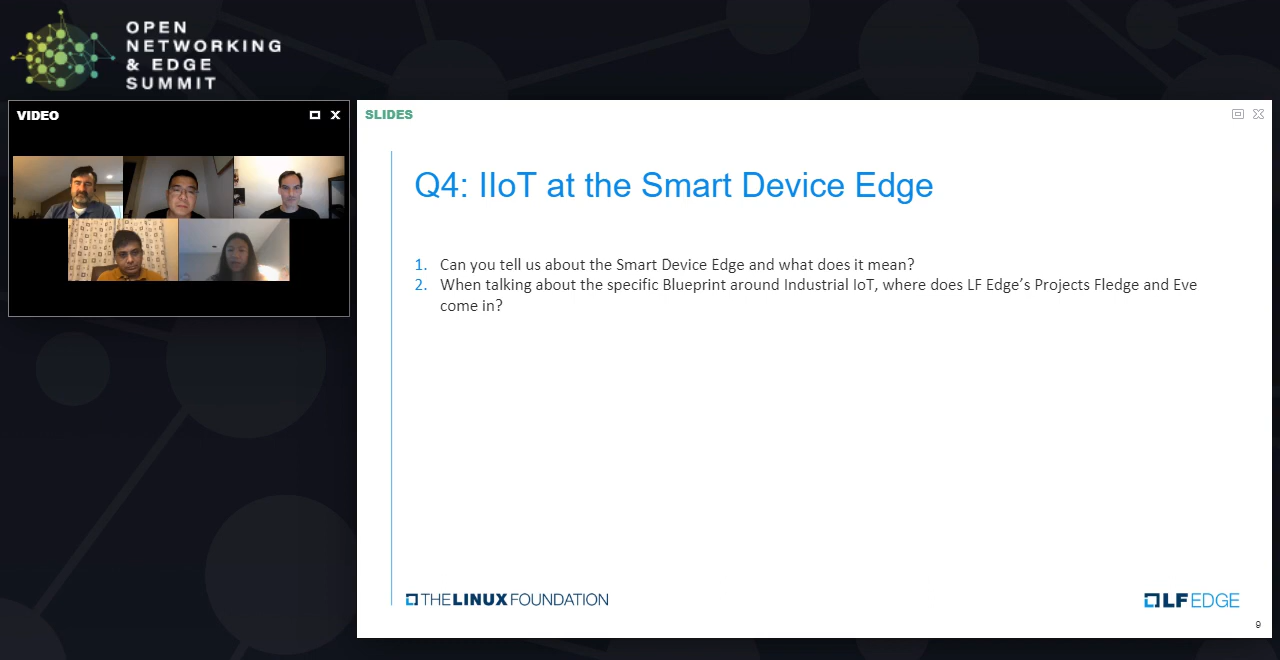 OPEN
NETWORKING
& EDGE
SUMMIT
VIDEO
SLIDES
Q4: IIoT at the Smart Device Edge
1. Can you tell us about the Smart Device Edge and what does it mean?
2. When talking about the specific Blueprint around Industrial IoT, where does LF Edge’s Projects Fledge and Eve
come in?
THE LINUX FOUNDATION
LF EDGE
9